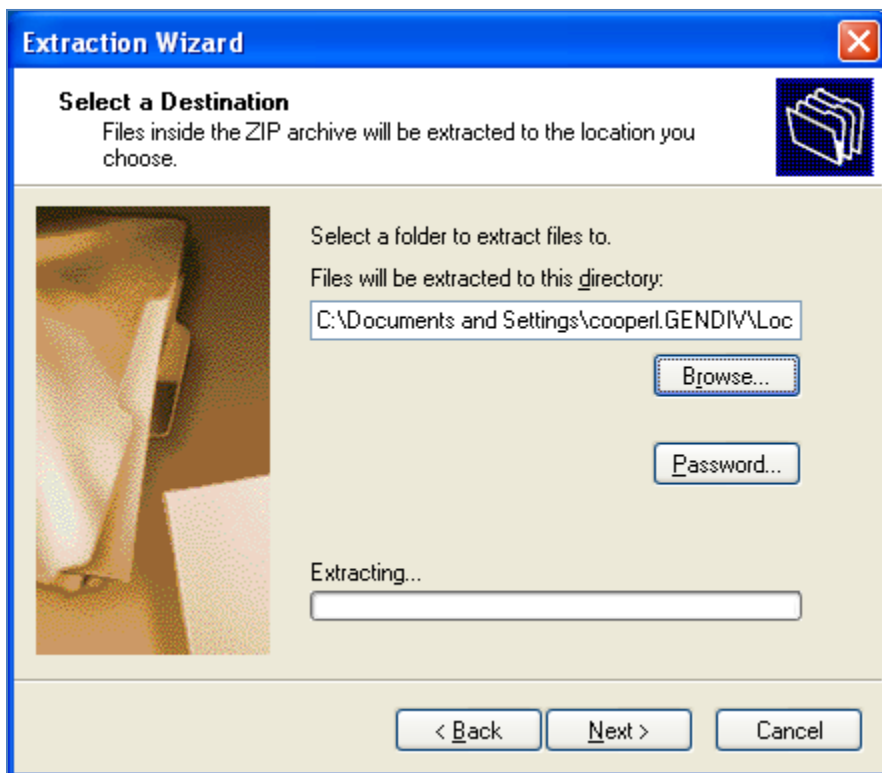 Extraction Wizard
Select a Destination
Files inside the ZIP archive will be extracted to the location you
choose.
Select a folder to extract files to.
Files will be extracted to this directory:
C:\Documents and Settings\cooperl.GENDIV\Loc
Browse...
Password...
Extracting...
< Back
Next >
Cancel